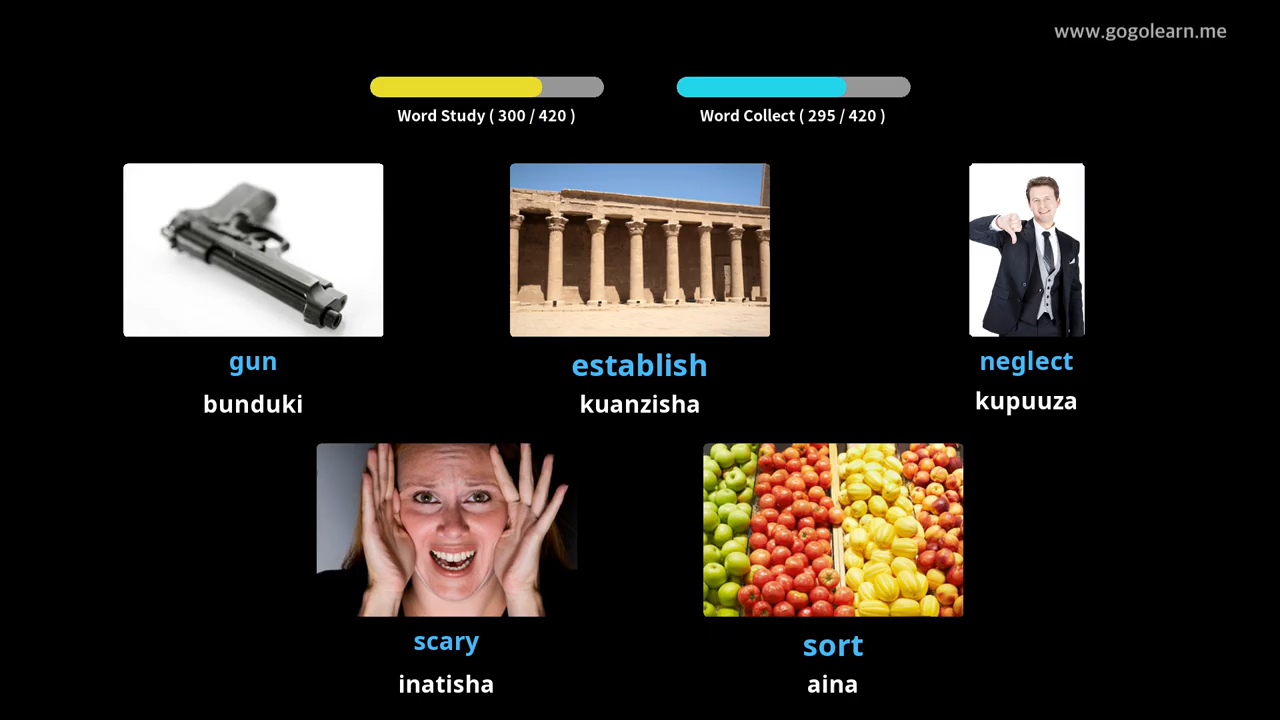 www.gogolearn.me
Word Study ( 300 / 420 )
Word Collect ( 295 / 420 )
gun
bunduki
establish
kuanzisha
neglect
kupuuza
scary
inatisha
sort
aina